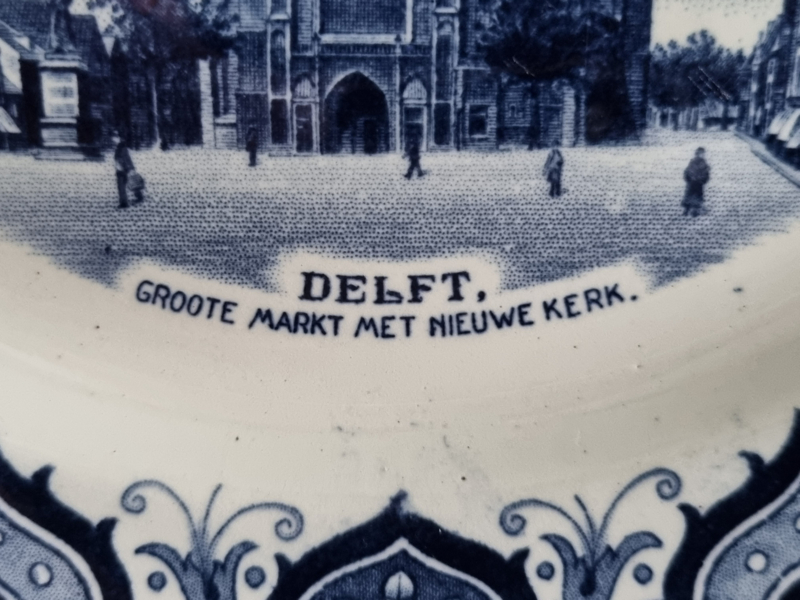 DELFT,
GROOTE MARKT MET NIEUWE KERK.